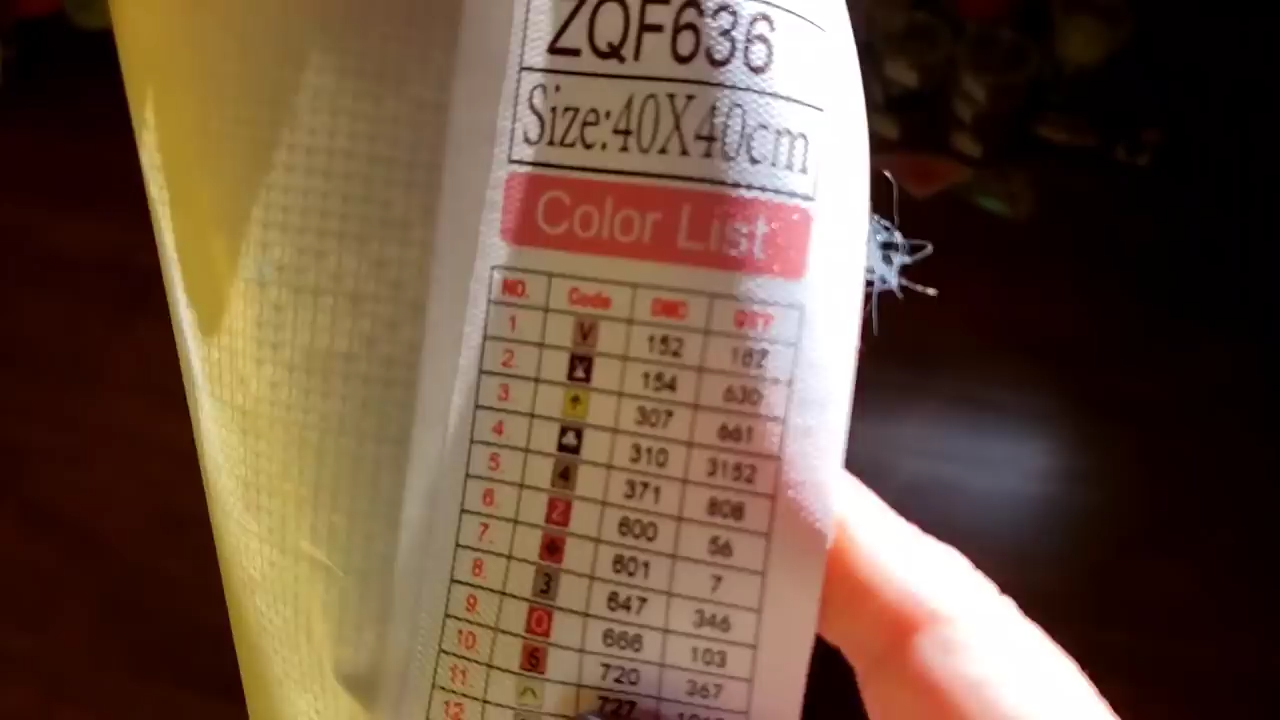 ZQF636
Size:40X40cm
Color List
NO. Code DMC QTY
1 V 152 162
2. 154 630
3. 307 661
4. 310 3152
5. 4 371 808
6. Z 600 56
7. 601 7
8. 3 647 346
9. 0 666 103
10. 6 720 367
11. 727
12.